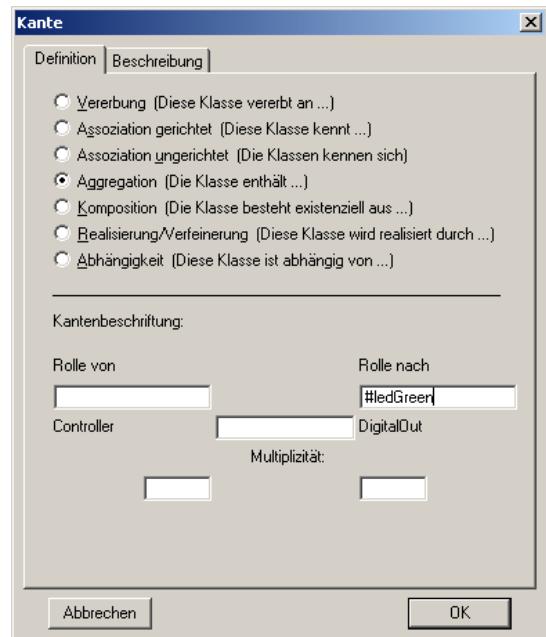 Kante
Definition Beschreibung
Vererbung (Diese Klasse vererbt an ...)
Assoziation gerichtet (Diese Klasse kennt ...)
Assoziation ungerichtet (Die Klassen kennen sich)
Aggregation (Die Klasse enthält ...)
Komposition (Die Klasse besteht existenziell aus ...)
Realisierung/Verfeinerung (Diese Klasse wird realisiert durch ...)
Abhängigkeit (Diese Klasse ist abhängig von ...)
Kantenbeschriftung:
Rolle von Rolle nach
#ledGreen
Controller DigitalOut
Multiplizität:
Abbrechen OK